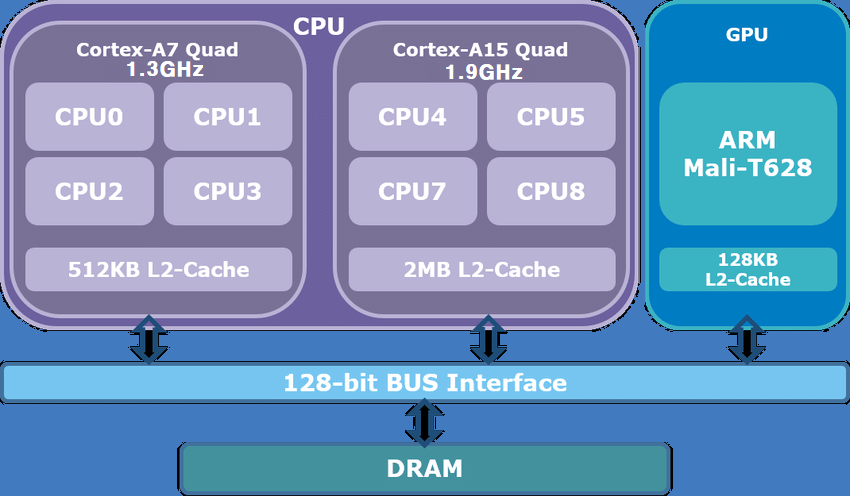 CPU
Cortex-A7 Quad
1.3GHz
CPU0
CPU1
CPU2
CPU3
512KB L2-Cache
Cortex-A15 Quad
1.9GHz
CPU4
CPU5
CPU7
CPU8
2MB L2-Cache
GPU
ARM
Mali-T628
128KB
L2-Cache
128-bit BUS Interface
DRAM